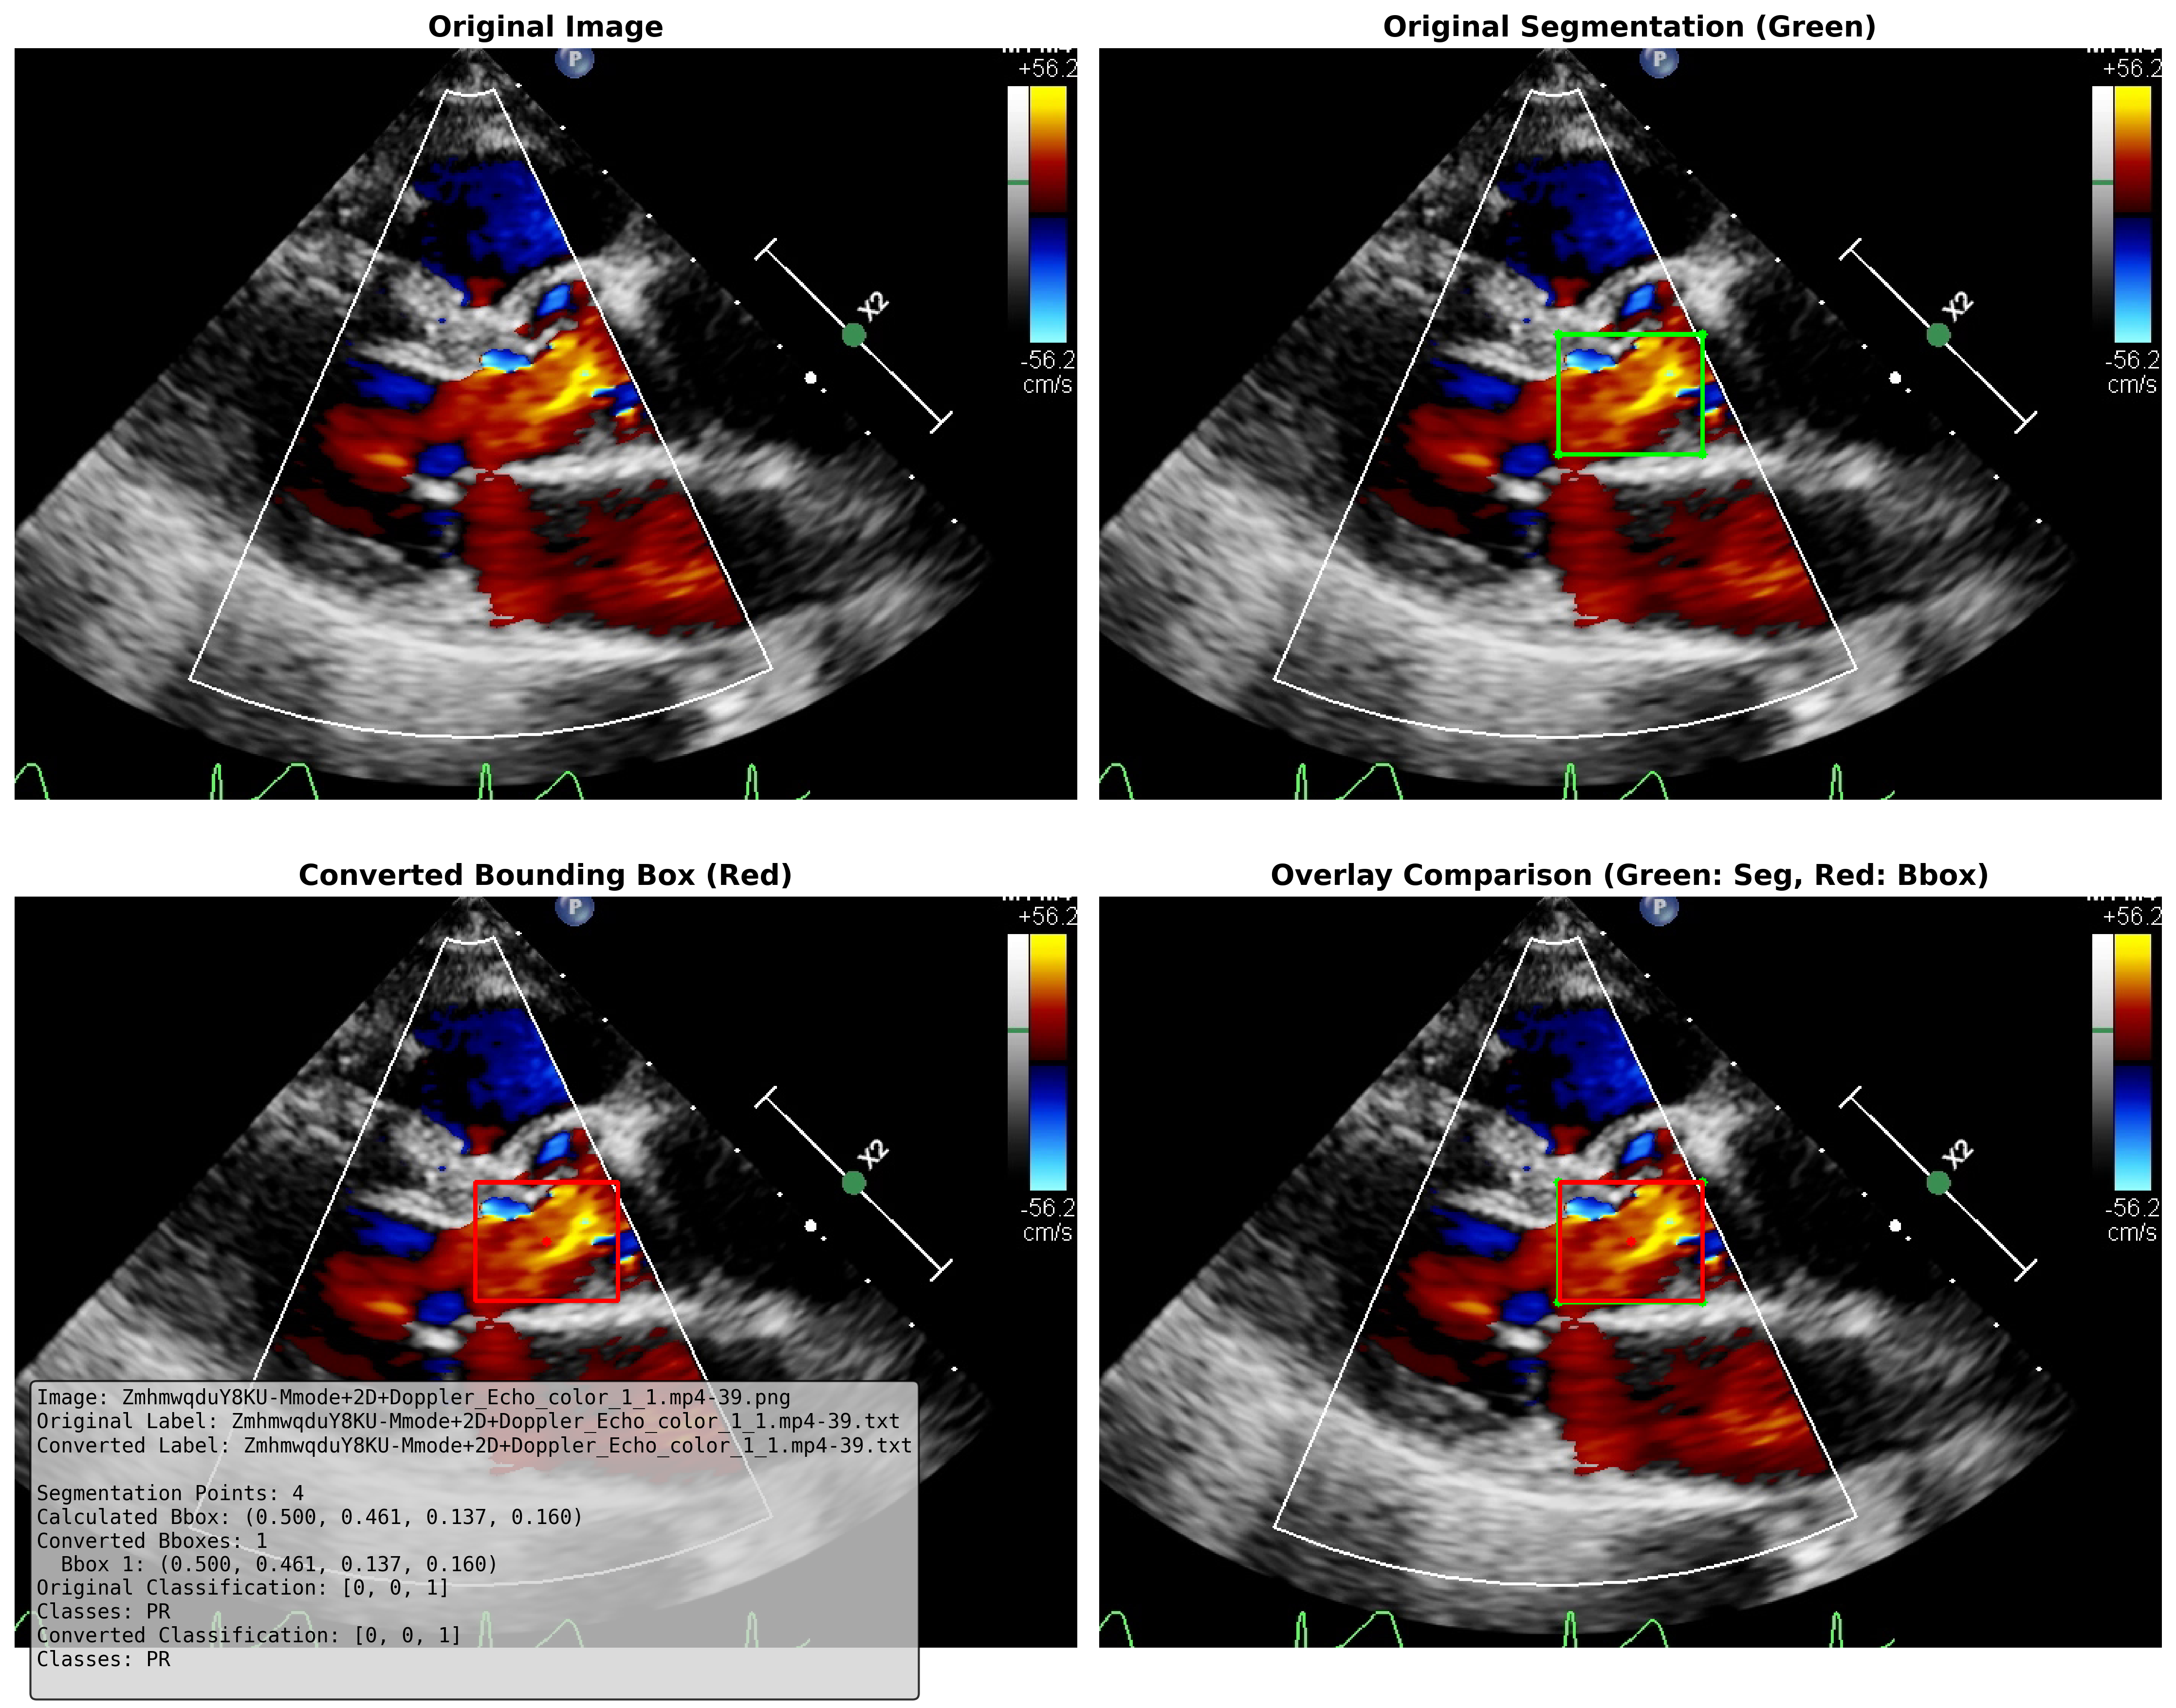 Original Image
P
+56.2
-56.2
cm/s
X2
Original Segmentation (Green)
P
+56.2
-56.2
cm/s
X2
Converted Bounding Box (Red)
P
+56.2
-56.2
cm/s
X2
Image: ZmhmwqduY8KU-Mmode+2D+Doppler_Echo_color_1_1.mp4-39.png
Original Label: ZmhmwqduY8KU-Mmode+2D+Doppler_Echo_color_1_1.mp4-39.txt
Converted Label: ZmhmwqduY8KU-Mmode+2D+Doppler_Echo_color_1_1.mp4-39.txt
Segmentation Points: 4
Calculated Bbox: (0.500, 0.461, 0.137, 0.160)
Converted Bboxes: 1
Bbox 1: (0.500, 0.461, 0.137, 0.160)
Original Classification: [0, 0, 1]
Classes: PR
Converted Classification: [0, 0, 1]
Classes: PR
Overlay Comparison (Green: Seg, Red: Bbox)
P
+56.2
-56.2
cm/s
X2